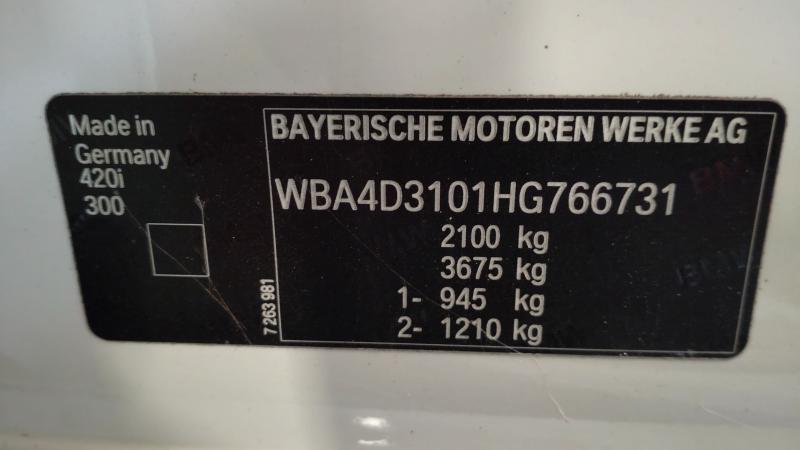 Made in
Germany
420i
300
7 263 981
BAYERISCHE MOTOREN WERKE AG
WBA4D3101HG766731
2100 kg
3675 kg
1- 945 kg
2- 1210 kg